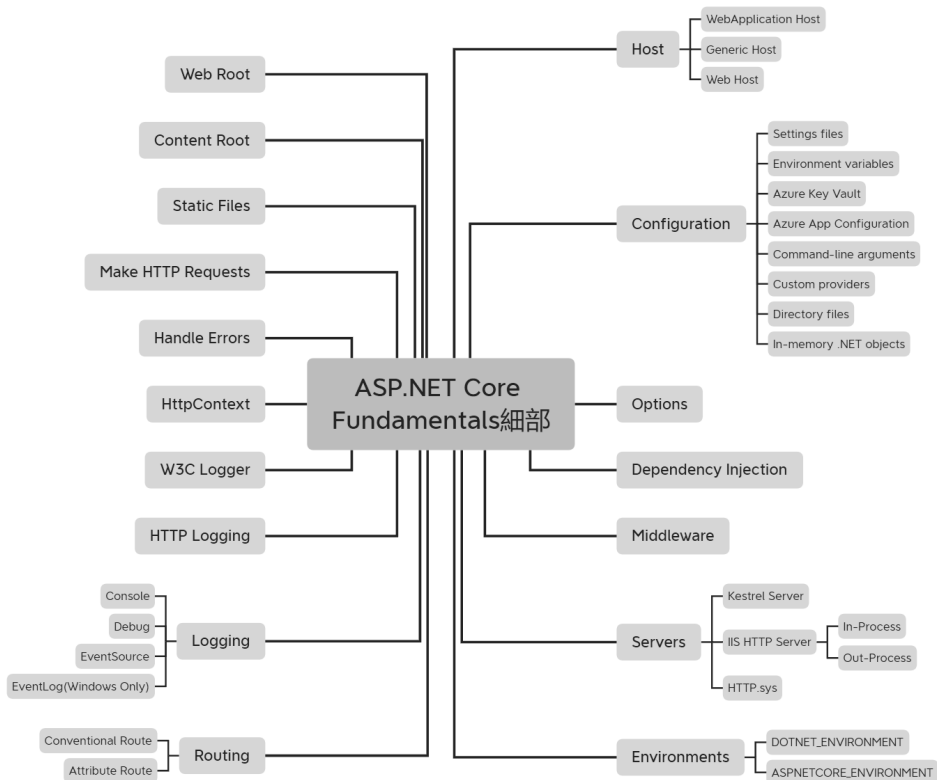 ASP.NET Core
Fundamentals細部
Host
WebApplication Host
Generic Host
Web Host
Configuration
Settings files
Environment variables
Azure Key Vault
Azure App Configuration
Command-line arguments
Custom providers
Directory files
In-memory .NET objects
Options
Dependency Injection
Middleware
Servers
Kestrel Server
IIS HTTP Server
In-Process
Out-Process
HTTP.sys
Environments
DOTNET_ENVIRONMENT
ASPNETCORE_ENVIRONMENT
Web Root
Content Root
Static Files
Make HTTP Requests
Handle Errors
HttpContext
W3C Logger
HTTP Logging
Logging
Console
Debug
EventSource
EventLog(Windows Only)
Routing
Conventional Route
Attribute Route